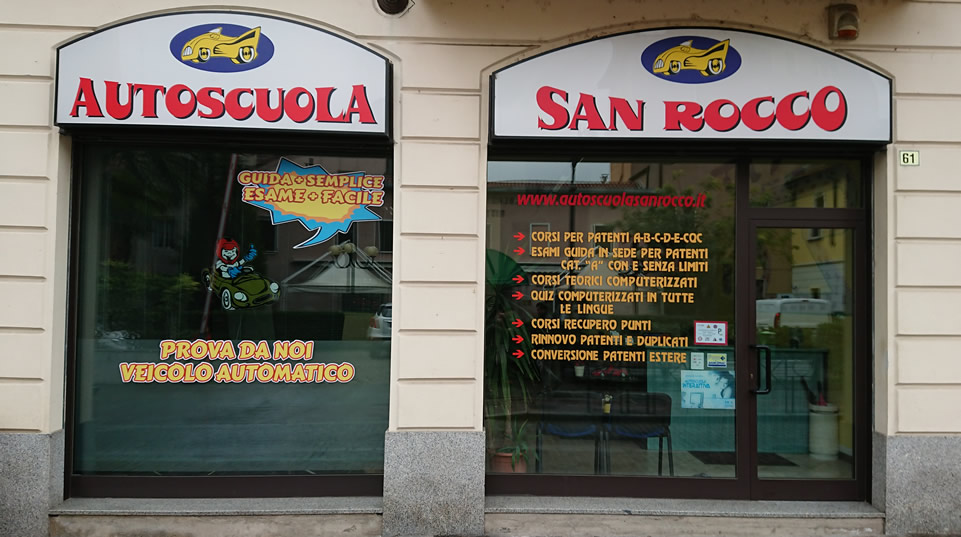 AUTOSCUOLA
SAN ROCCO
61
GUIDA + SEMPLICE
ESAME + FACILE
PROVA DA NOI
VEICOLO AUTOMATICO
www.autoscuolasanrocco.it
➔ CORSI PER PATENTI A-B-C-D-E-CQC
➔ ESAMI GUIDA IN SEDE PER PATENTI
CAT. "A" CON E SENZA LIMITI
➔ CORSI TEORICI COMPUTERIZZATI
➔ QUIZ COMPUTERIZZATI IN TUTTE
LE LINGUE
➔ CORSI RECUPERO PUNTI
➔ RINNOVO PATENTI E DUPLICATI
➔ CONVERSIONE PATENTI ESTERE